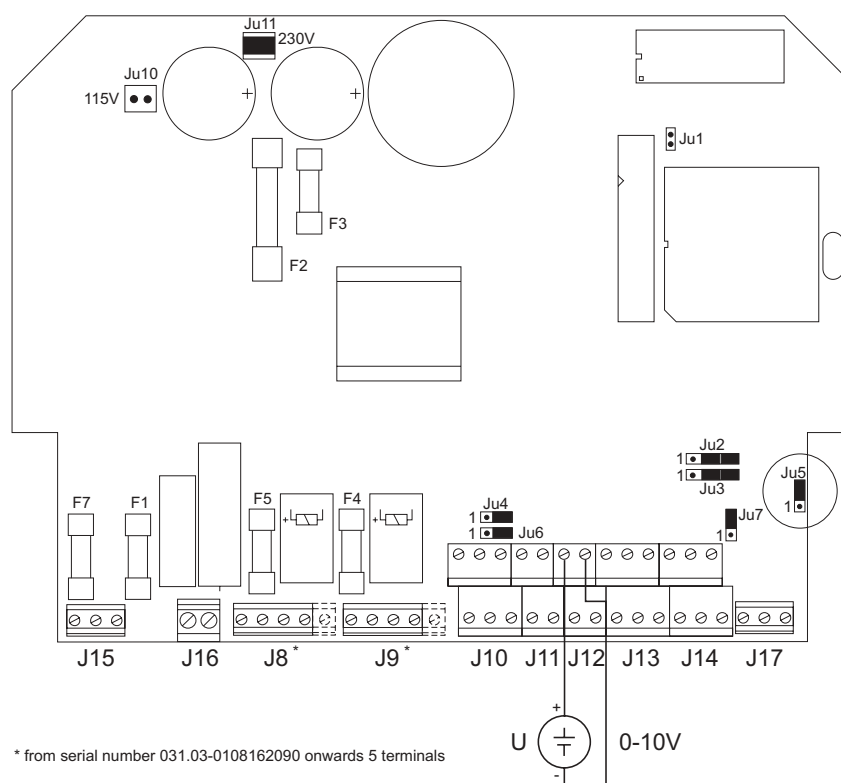 Ju11
230V
Ju10
115V
+
+
Ju1
F3
F2
Ju2
1
1
Ju3
Ju5
1
F7
F1
F5
F4
+
+
Ju4
1
1
Ju6
Ju7
1
J15
J16
J8 *
J9 *
J10
J11
J12
J13
J14
J17
+
U
0-10V
-
* from serial number 031.03-0108162090 onwards 5 terminals